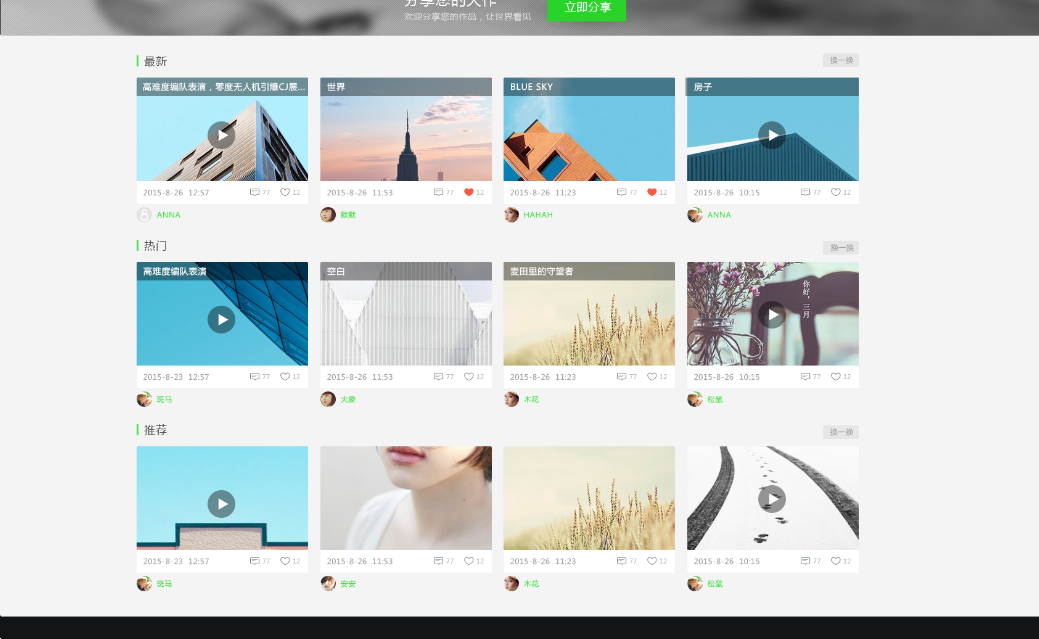 分享您的大作
欢迎分享您的作品，让世界看见
立即分享
最新
换一换
高难度编队表演，零度无人机引爆CJ展...
世界
BLUE SKY
房子
2015-8-26 12:57 77 12
2015-8-26 11:53 77 12
2015-8-26 11:23 77 12
2015-8-26 10:15 77 12
ANNA
默默
HAHAH
ANNA
热门
换一换
高难度编队表演
空白
麦田里的守望者
你好，三月
2015-8-23 12:57 77 12
2015-8-26 11:53 77 12
2015-8-26 11:23 77 12
2015-8-26 10:15 77 12
斑马
大象
木花
松鼠
推荐
换一换
2015-8-23 12:57 77 12
2015-8-26 11:53 77 12
2015-8-26 11:23 77 12
2015-8-26 10:15 77 12
斑马
安安
木花
松鼠